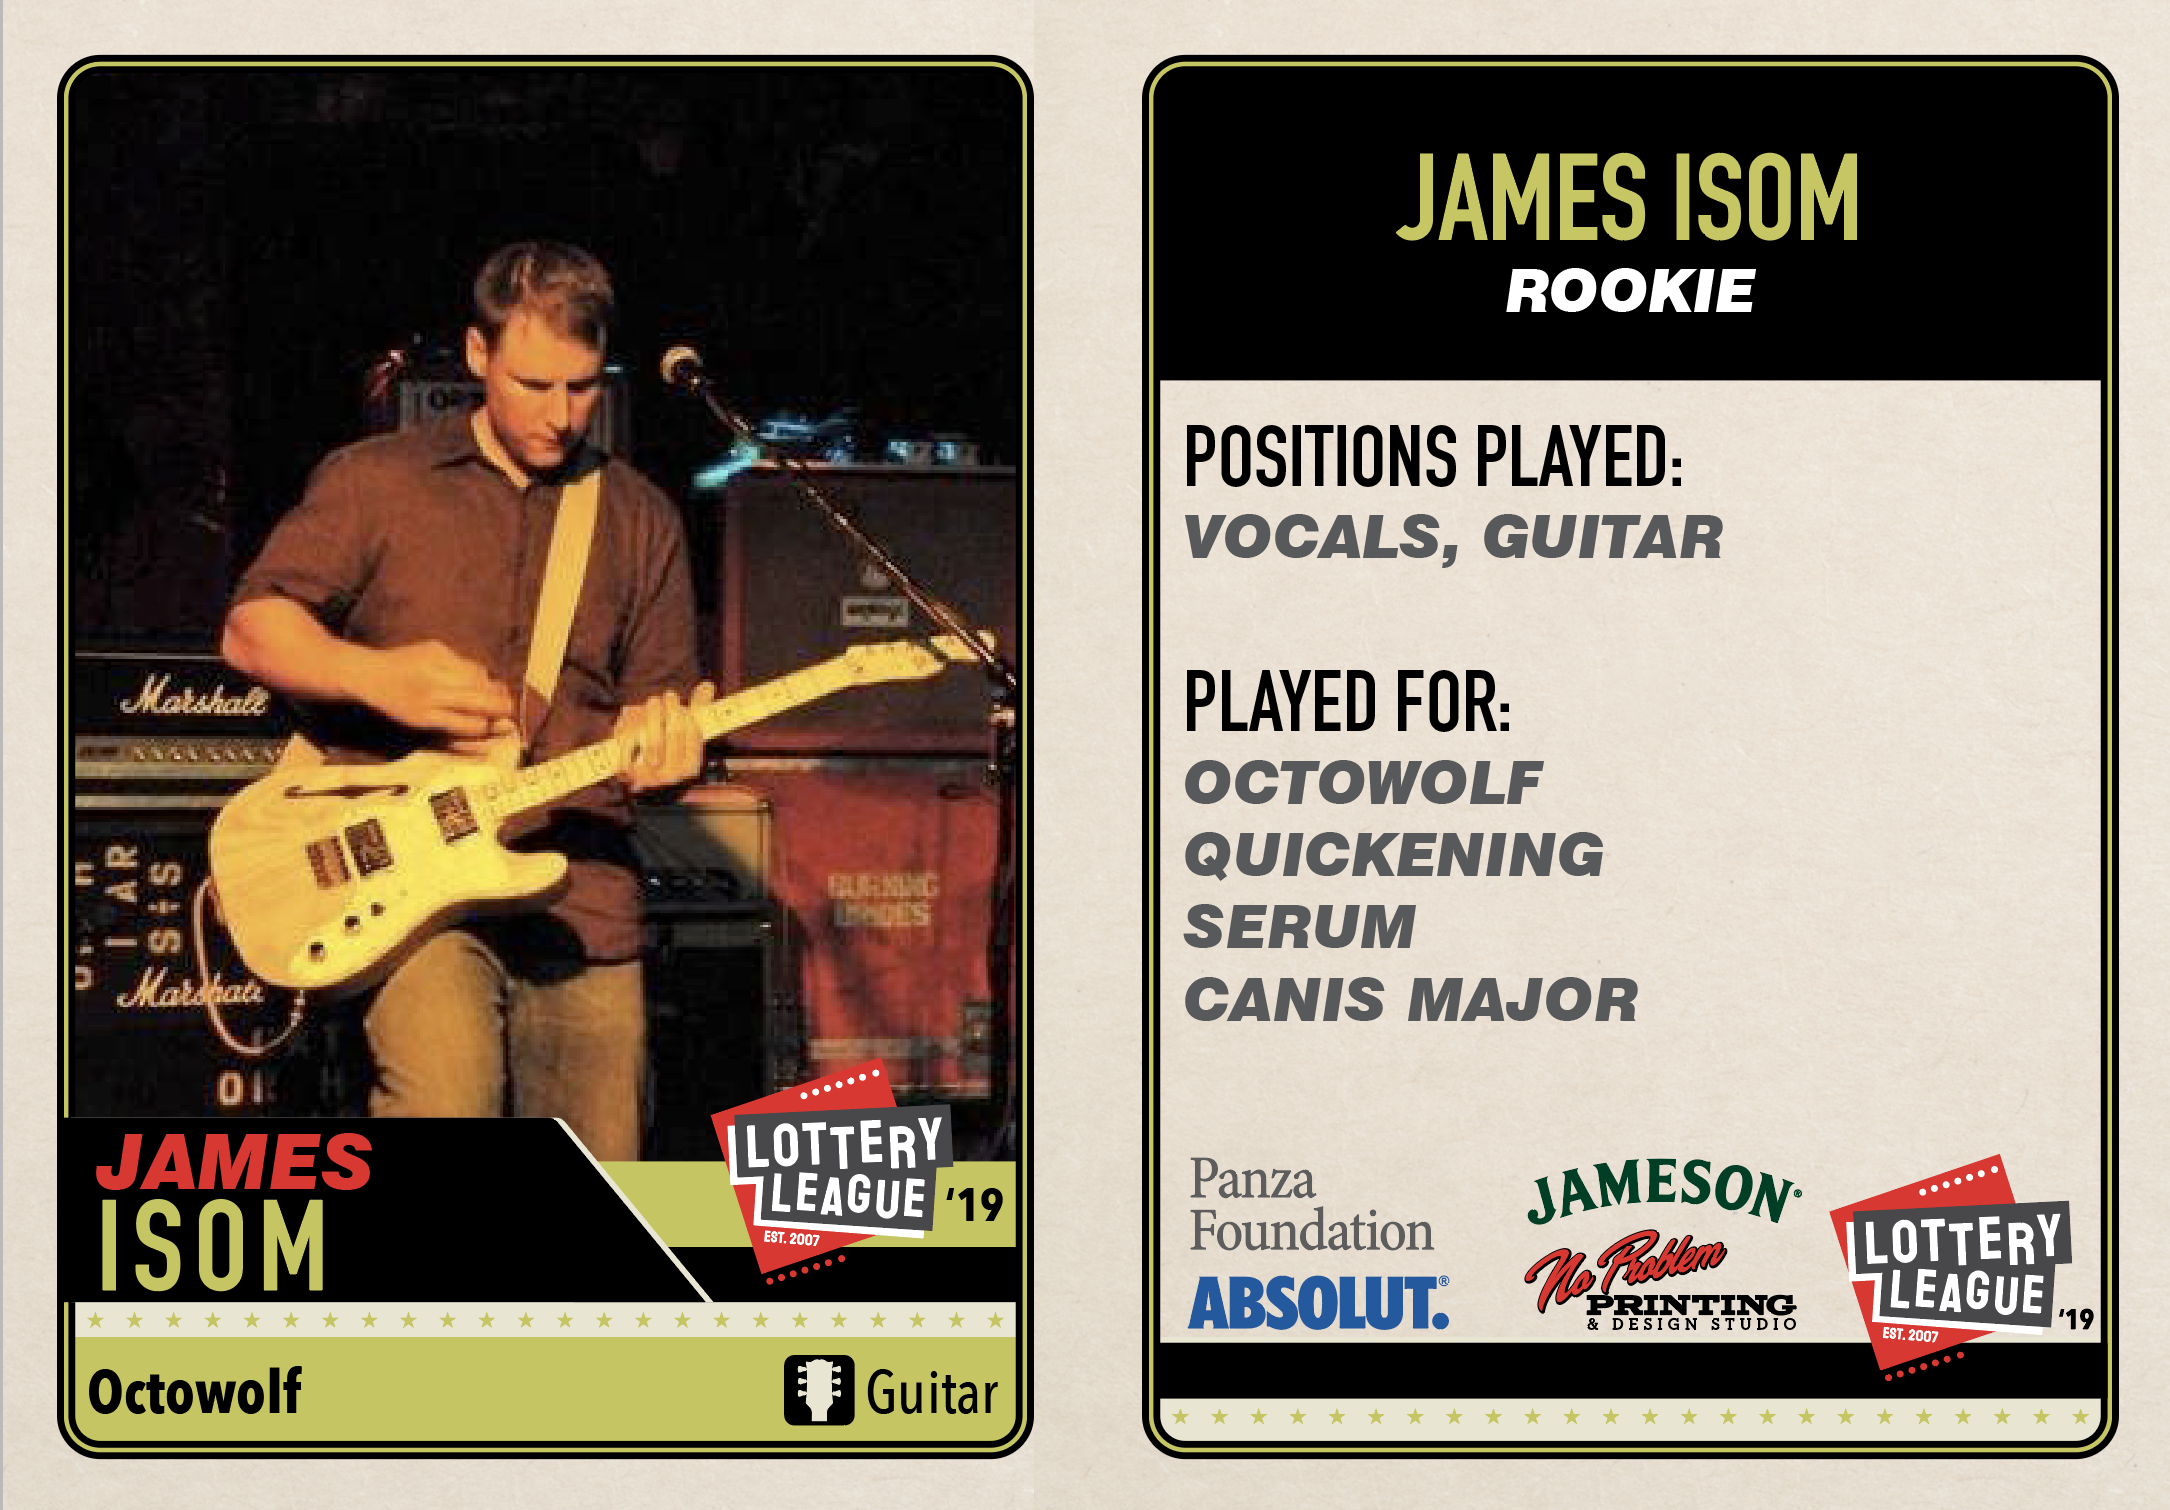 Marshall
Marshall
JAMES
ISOM
LOTTERY
LEAGUE
EST. 2007
'19
Octowolf
Guitar
JAMES ISOM
ROOKIE
POSITIONS PLAYED:
VOCALS, GUITAR
PLAYED FOR:
OCTOWOLF
QUICKENING
SERUM
CANIS MAJOR
Panza
Foundation
ABSOLUT.®
JAMESON®
No Problem
PRINTING
& DESIGN STUDIO
LOTTERY
LEAGUE
EST. 2007
'19